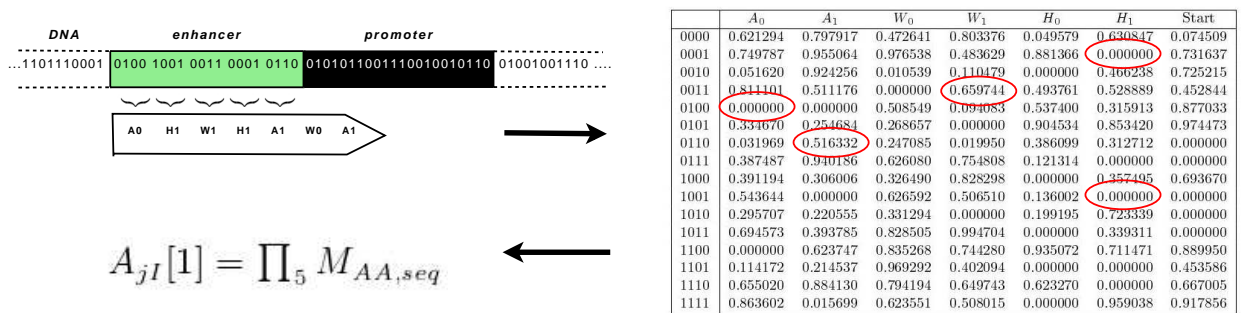 DNA enhancer promoter
...1101110001 0100 1001 0011 0001 0110 0101011001110010010110 01001001110 ....
A0 H1 W1 H1 A1 W0 A1
A_{jI}[1] = ∏_5 M_{AA,seq}
A_0 A_1 W_0 W_1 H_0 H_1 Start
0000 0.621294 0.797917 0.472641 0.803376 0.049579 0.630847 0.074509
0001 0.749787 0.955064 0.976538 0.483629 0.881366 0.000000 0.731637
0010 0.051620 0.924256 0.010539 0.110479 0.000000 0.466238 0.725215
0011 0.811101 0.511176 0.000000 0.659744 0.493761 0.528889 0.452844
0100 0.000000 0.000000 0.508549 0.094083 0.537400 0.315913 0.877033
0101 0.334670 0.254684 0.268657 0.000000 0.904534 0.853420 0.974473
0110 0.031969 0.516332 0.247085 0.019950 0.386099 0.312712 0.000000
0111 0.387487 0.940186 0.626080 0.754808 0.121314 0.000000 0.000000
1000 0.391194 0.306006 0.326490 0.828298 0.000000 0.357495 0.693670
1001 0.543644 0.000000 0.626592 0.506510 0.136002 0.000000 0.000000
1010 0.295707 0.220555 0.331294 0.000000 0.199195 0.723339 0.000000
1011 0.694573 0.393785 0.828505 0.994704 0.000000 0.339311 0.000000
1100 0.000000 0.623747 0.835268 0.744280 0.935072 0.711471 0.889950
1101 0.114172 0.214537 0.969292 0.402094 0.000000 0.000000 0.453586
1110 0.655020 0.884130 0.794194 0.649743 0.623270 0.000000 0.667005
1111 0.863602 0.015699 0.623551 0.508015 0.000000 0.959038 0.917856